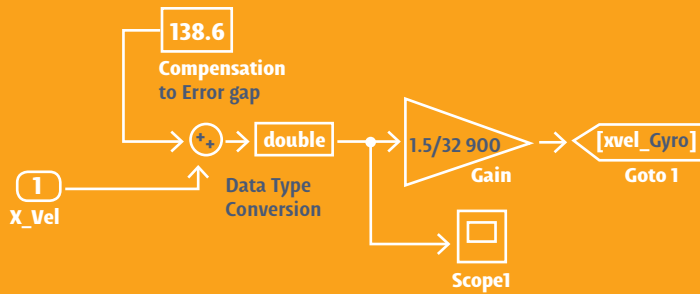 138.6
Compensation
to Error gap
++
double
1.5/32 900
[xvel_Gyro]
Gain
Goto 1
1
X_Vel
Data Type
Conversion
Scope1